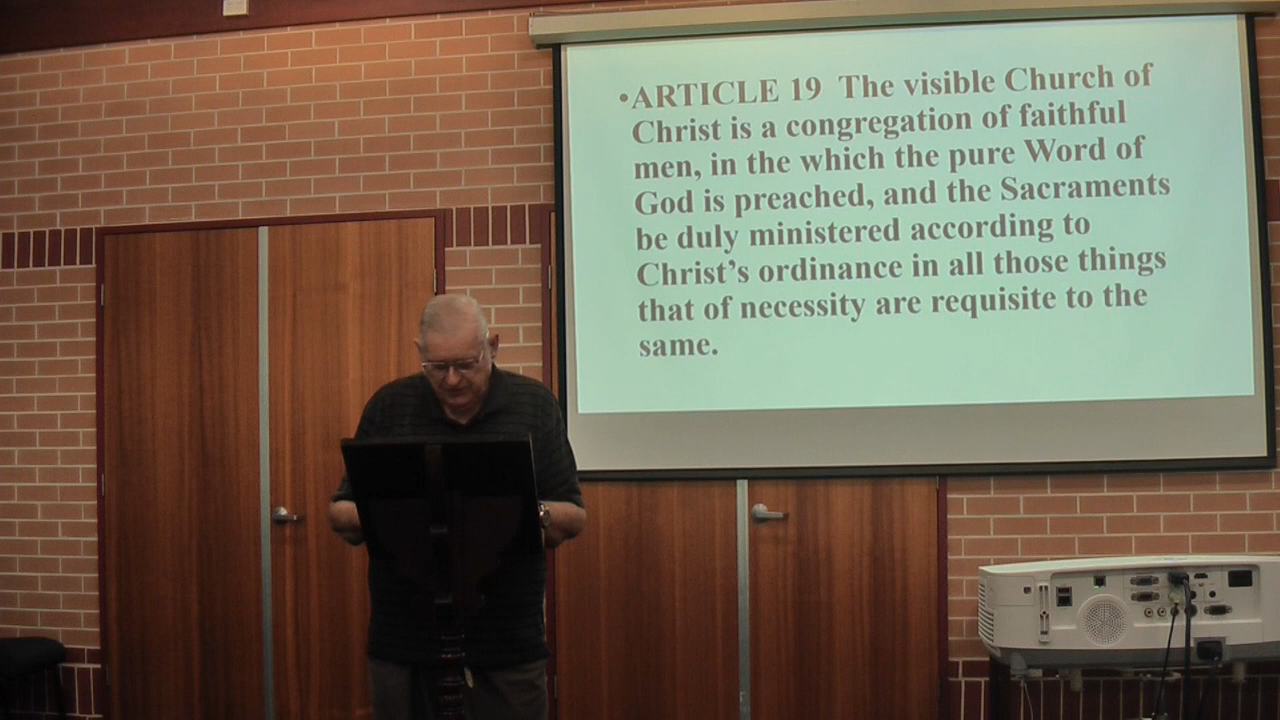 •ARTICLE 19 The visible Church of
Christ is a congregation of faithful
men, in the which the pure Word of
God is preached, and the Sacraments
be duly ministered according to
Christ’s ordinance in all those things
that of necessity are requisite to the
same.